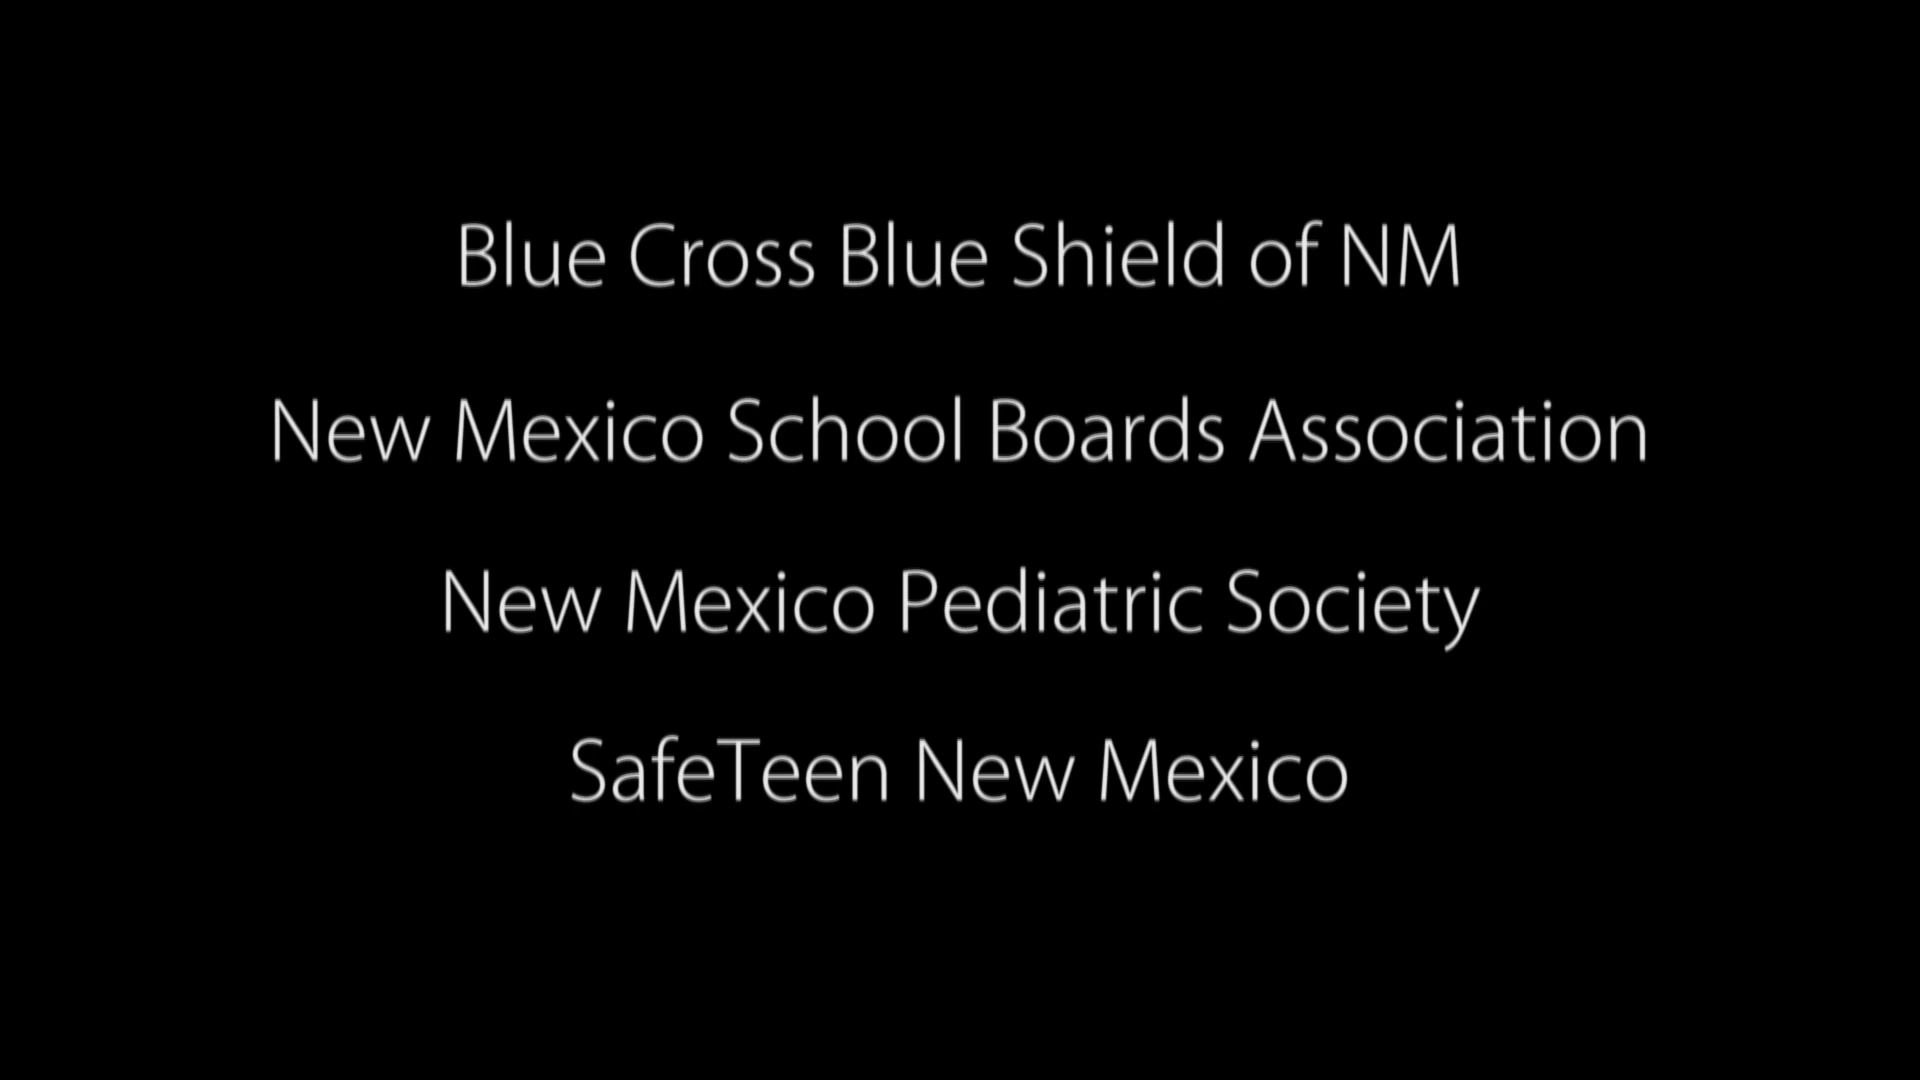 Blue Cross Blue Shield of NM
New Mexico School Boards Association
New Mexico Pediatric Society
SafeTeen New Mexico